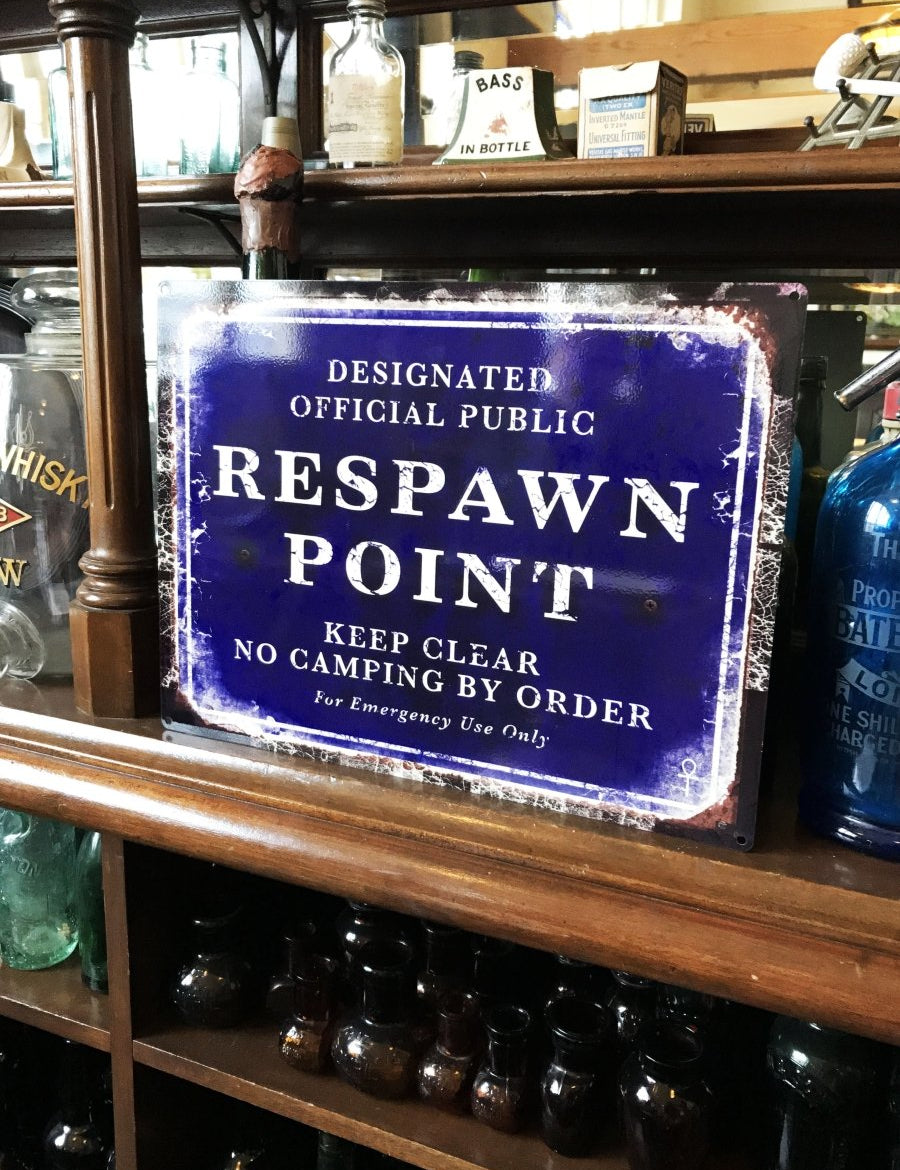 BASS
IN BOTTLE
INVERTED MANTLE
UNIVERSAL FITTING
DESIGNATED
OFFICIAL PUBLIC
RESPAWN
POINT
KEEP CLEAR
NO CAMPING BY ORDER
For Emergency Use Only
WHISK